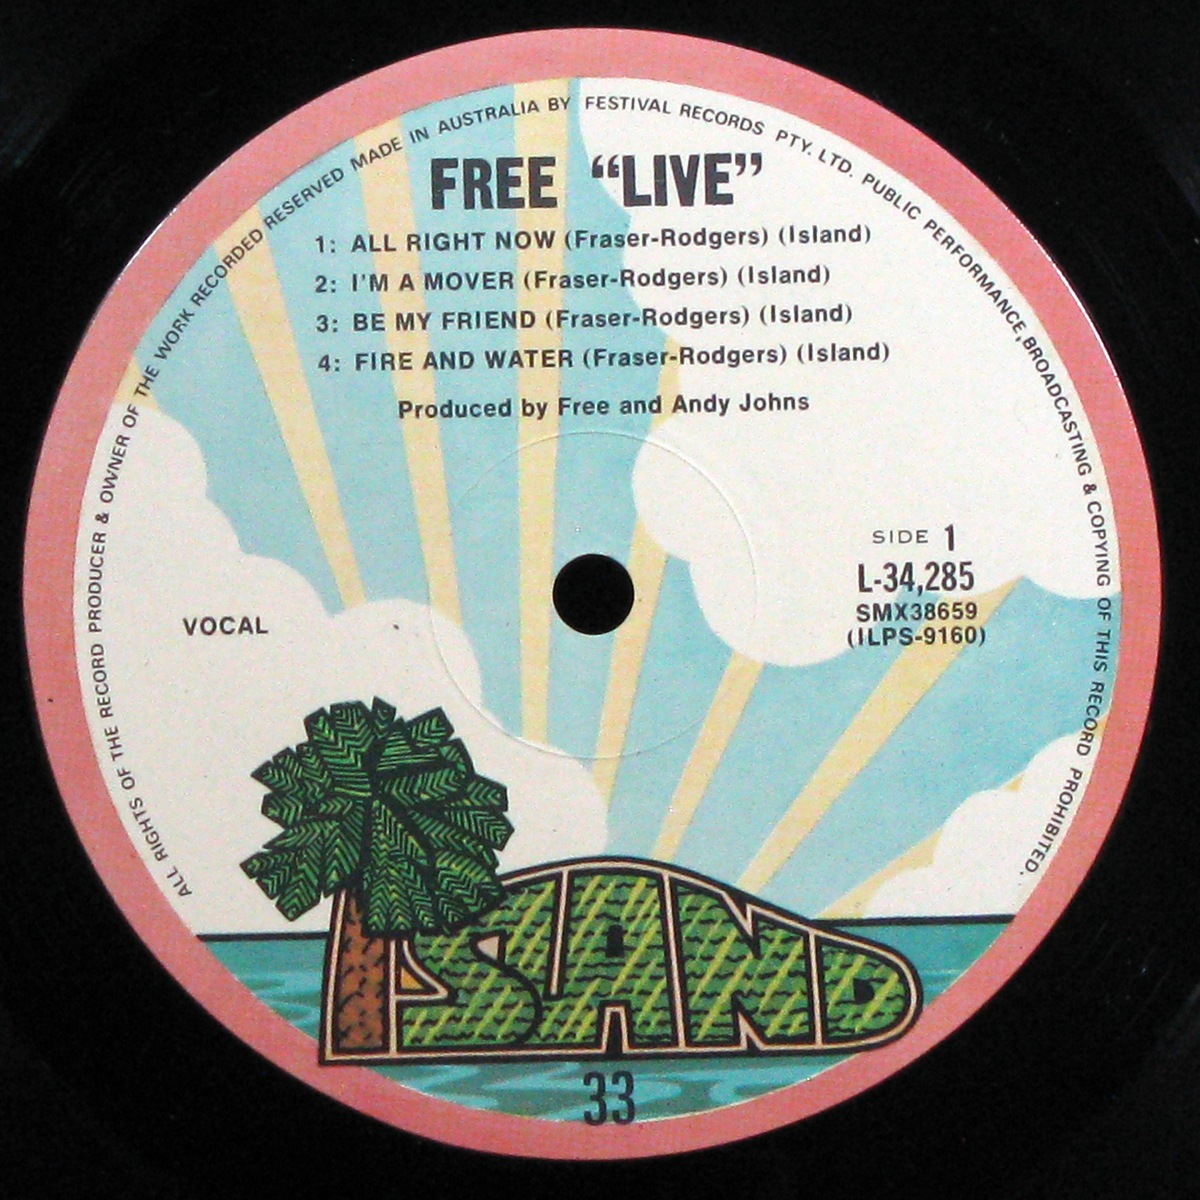 ALL RIGHTS OF THE RECORD PRODUCER & OWNER OF THE WORK RECORDED RESERVED MADE IN AUSTRALIA BY FESTIVAL RECORDS PTY. LTD. PUBLIC PERFORMANCE, BROADCASTING & COPYING OF THIS RECORD PROHIBITED.
FREE “LIVE”
1: ALL RIGHT NOW (Fraser-Rodgers) (Island)
2: I'M A MOVER (Fraser-Rodgers) (Island)
3: BE MY FRIEND (Fraser-Rodgers) (Island)
4: FIRE AND WATER (Fraser-Rodgers) (Island)
Produced by Free and Andy Johns
SIDE 1
L-34,285
SMX38659
(ILPS-9160)
VOCAL
ISLAND
33